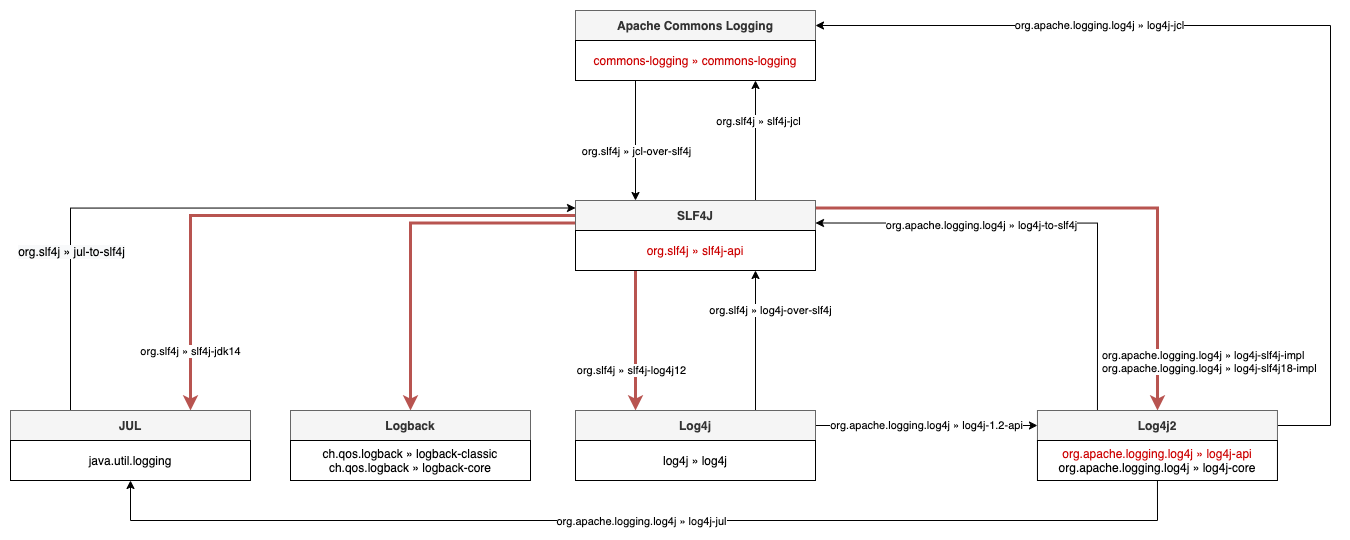 Apache Commons Logging
commons-logging » commons-logging
org.apache.logging.log4j » log4j-jcl
org.slf4j » slf4j-jcl
org.slf4j » jcl-over-slf4j
SLF4J
org.slf4j » slf4j-api
org.apache.logging.log4j » log4j-to-slf4j
org.slf4j » jul-to-slf4j
org.slf4j » log4j-over-slf4j
org.slf4j » slf4j-jdk14
org.slf4j » slf4j-log4j12
org.apache.logging.log4j » log4j-slf4j-impl
org.apache.logging.log4j » log4j-slf4j18-impl
JUL
java.util.logging
Logback
ch.qos.logback » logback-classic
ch.qos.logback » logback-core
Log4j
log4j » log4j
org.apache.logging.log4j » log4j-1.2-api
Log4j2
org.apache.logging.log4j » log4j-api
org.apache.logging.log4j » log4j-core
org.apache.logging.log4j » log4j-jul